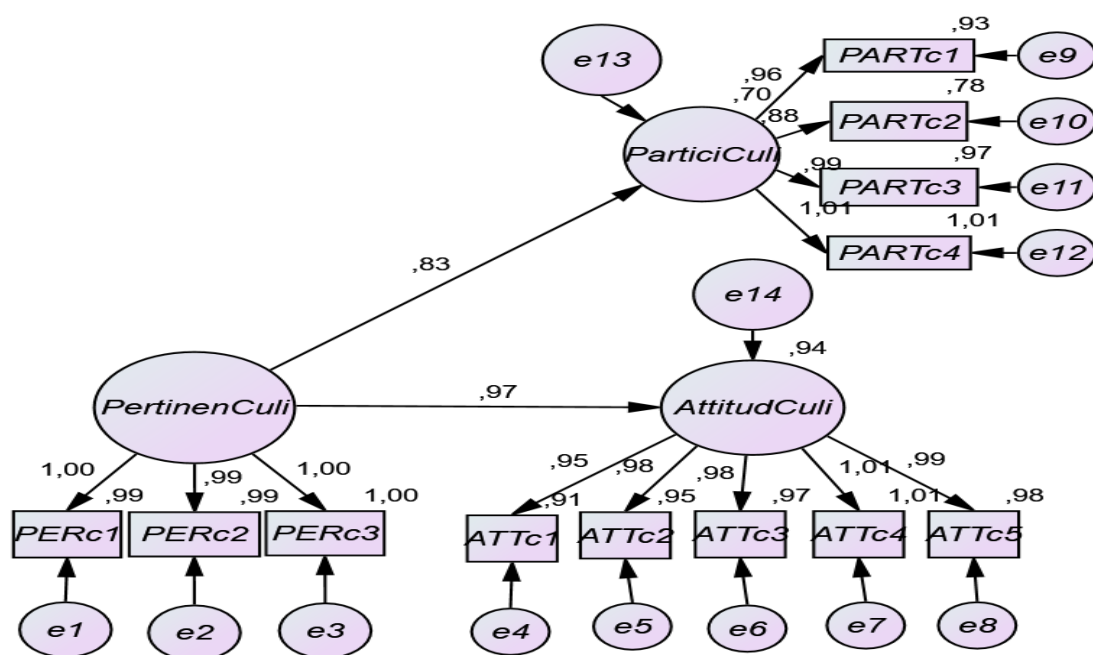 ,93
e13
PARTc1
e9
,96
,70
,78
,88
PARTc2
e10
ParticiCuli
,97
,99
PARTc3
e11
1,01
1,01
PARTc4
e12
,83
e14
,94
PertinenCuli
,97
AttitudCuli
1,00
,99
1,00
,95
,98
,98
1,01
,99
,99
,99
1,00
,91
,95
,97
1,01
,98
PERc1
PERc2
PERc3
ATTc1
ATTc2
ATTc3
ATTc4
ATTc5
e1
e2
e3
e4
e5
e6
e7
e8